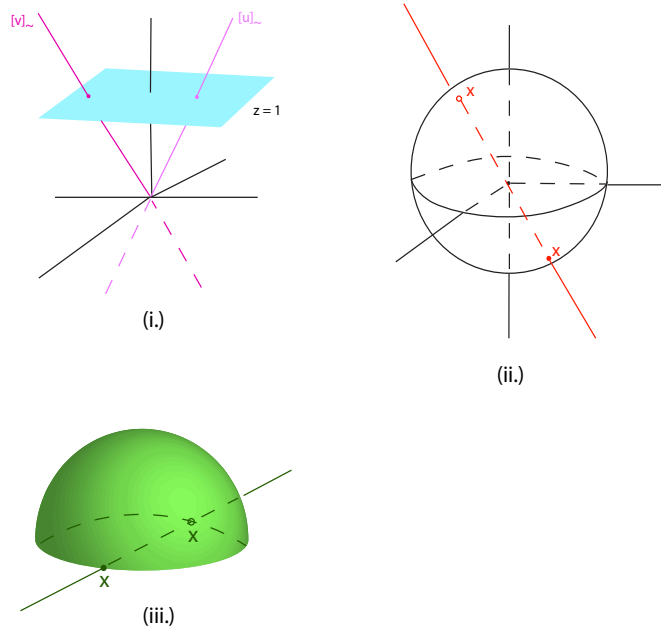 [v]~
[u]~
z = 1
(i.)
x
x
(ii.)
x
x
(iii.)